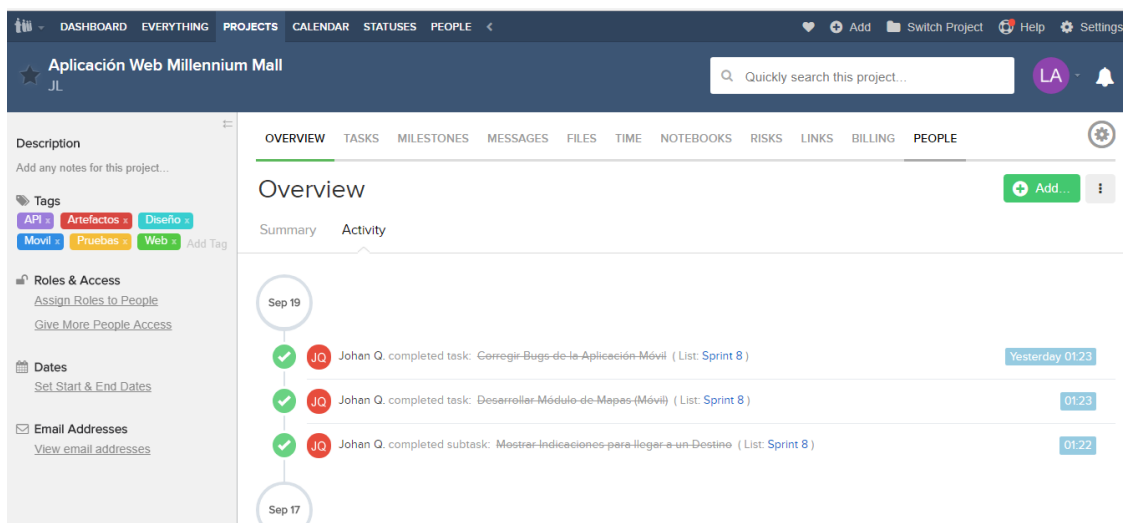 DASHBOARD EVERYTHING PROJECTS CALENDAR STATUSES PEOPLE < Add Switch Project Help Settings
Aplicación Web Millennium Mall
JL
Quickly search this project...
LA
Description
Add any notes for this project...
Tags
API x Artefactos x Diseño x
Movil x Pruebas x Web x Add Tag
Roles & Access
Assign Roles to People
Give More People Access
Dates
Set Start & End Dates
Email Addresses
View email addresses
OVERVIEW TASKS MILESTONES MESSAGES FILES TIME NOTEBOOKS RISKS LINKS BILLING PEOPLE
Overview
Add...
Summary Activity
Sep 19
JQ Johan Q. completed task: Corregir Bugs de la Aplicación Móvil ( List: Sprint 8 ) Yesterday 01:23
JQ Johan Q. completed task: Desarrollar Módulo de Mapas (Móvil) ( List: Sprint 8 ) 01:23
JQ Johan Q. completed subtask: Mostrar Indicaciones para llegar a un Destino ( List: Sprint 8 ) 01:22
Sep 17